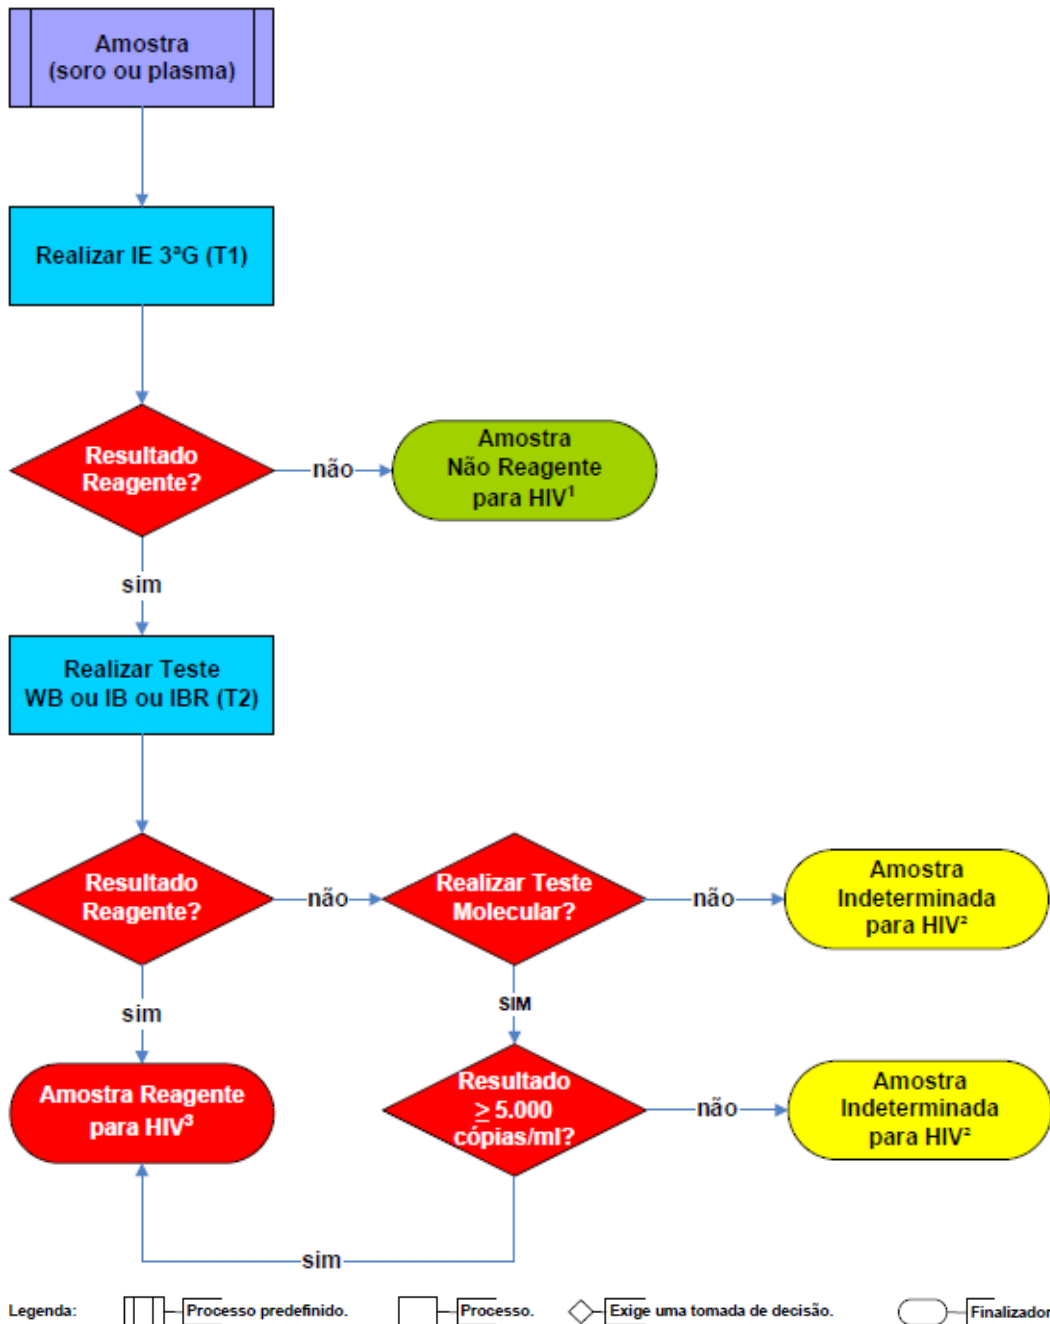 Amostra
(soro ou plasma)
Realizar IE 3ªG (T1)
Resultado
Reagente?
não
Amostra
Não Reagente
para HIV¹
sim
Realizar Teste
WB ou IB ou IBR (T2)
Resultado
Reagente?
não
Realizar Teste
Molecular?
não
Amostra
Indeterminada
para HIV²
sim
SIM
Amostra Reagente
para HIV³
Resultado
≥ 5.000
cópias/ml?
não
Amostra
Indeterminada
para HIV²
sim
Legenda: Processo predefinido. Processo. Exige uma tomada de decisão. Finalizador